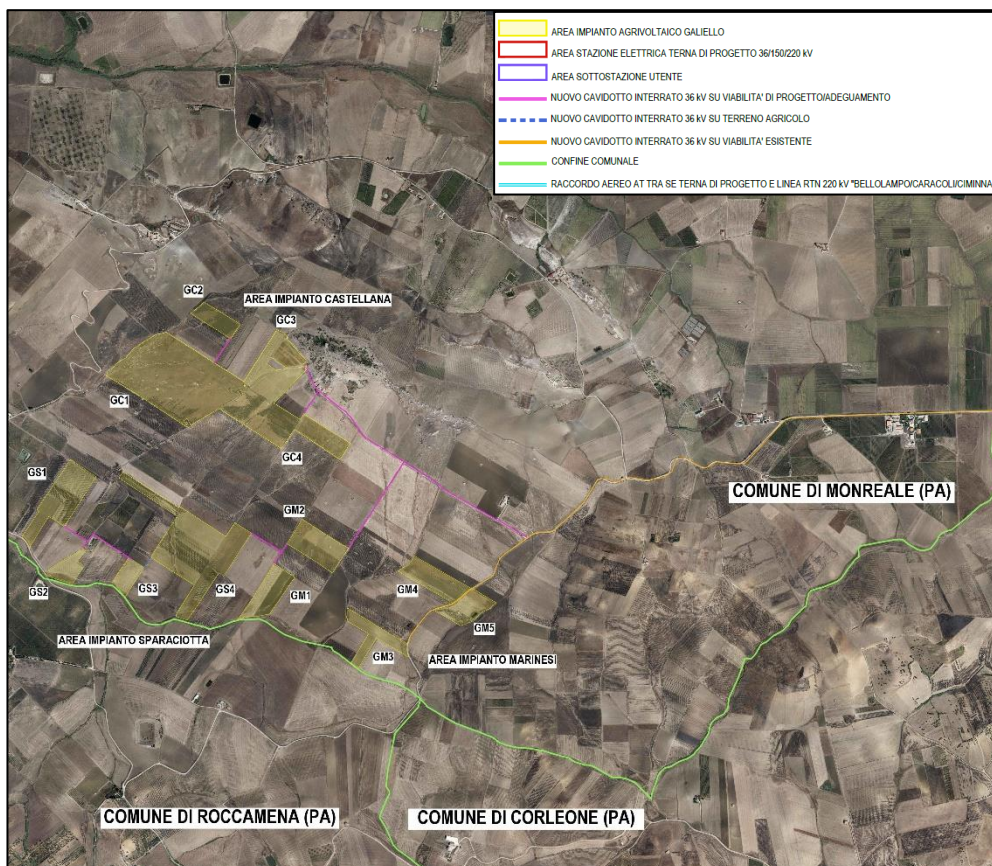 AREA IMPIANTO AGRIVOLTAICO GALIELLO
AREA STAZIONE ELETTRICA TERNA DI PROGETTO 36/150/220 kV
AREA SOTTOSTAZIONE UTENTE
NUOVO CAVIDOTTO INTERRATO 36 kV SU VIABILITA' DI PROGETTO/ADEGUAMENTO
NUOVO CAVIDOTTO INTERRATO 36 kV SU TERRENO AGRICOLO
NUOVO CAVIDOTTO INTERRATO 36 kV SU VIABILITA' ESISTENTE
CONFINE COMUNALE
RACCORDO AEREO AT TRA SE TERNA DI PROGETTO E LINEA RTN 220 kV "BELLOLAMPO/CARACOLI/CIMINNA
GC2
AREA IMPIANTO CASTELLANA
GC3
GC1
GC4
GS1
COMUNE DI MONREALE (PA)
GM2
GM4
GS2
GS3
GS4
GM1
GM5
AREA IMPIANTO SPARACIOTTA
GM3
AREA IMPIANTO MARINESI
COMUNE DI ROCCAMENA (PA)
COMUNE DI CORLEONE (PA)